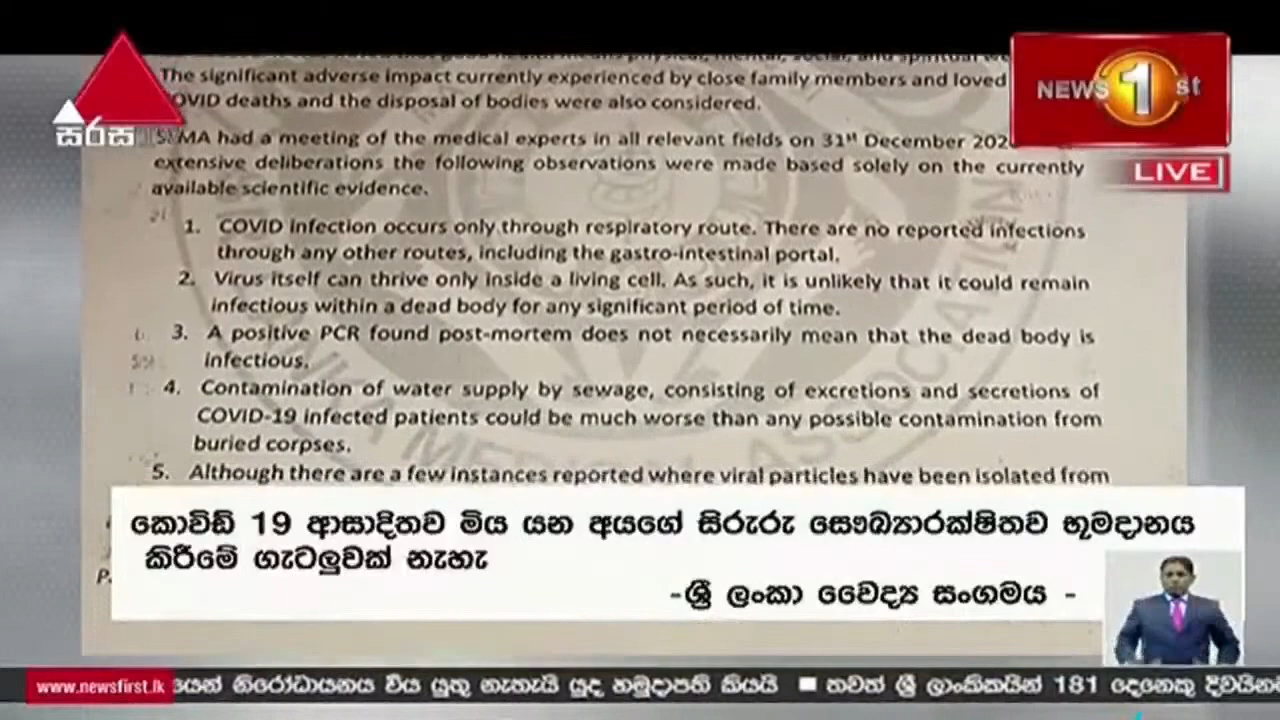 The significant adverse impact currently experienced by close family members and loved
COVID deaths and the disposal of bodies were also considered.
NEWS 1st
සිරස
SLMA had a meeting of the medical experts in all relevant fields on 31st December 202
extensive deliberations the following observations were made based solely on the currently
available scientific evidence.
LIVE
1. COVID infection occurs only through respiratory route. There are no reported infections
through any other routes, including the gastro-intestinal portal.
2. Virus itself can thrive only inside a living cell. As such, it is unlikely that it could remain
infectious within a dead body for any significant period of time.
3. A positive PCR found post-mortem does not necessarily mean that the dead body is
infectious.
4. Contamination of water supply by sewage, consisting of excretions and secretions of
COVID-19 infected patients could be much worse than any possible contamination from
buried corpses.
5. Although there are a few instances reported where viral particles have been isolated from
කොවිඩ් 19 ආසාදිතව මිය යන අයගේ සිරුරු සෞඛ්‍යාරක්ෂිතව භූමදානය
කිරීමේ ගැටලුවක් නැහැ
-ශ්‍රී ලංකා වෛද්‍ය සංගමය -
www.newsfirst.lk යෙන් නිරෝධායනය විය යුතු නැහැයි යුද හමුදාපති කියයි ■ තවත් ශ්‍රී ලාංකිකයින් 181 දෙනෙකු දිවයිනට